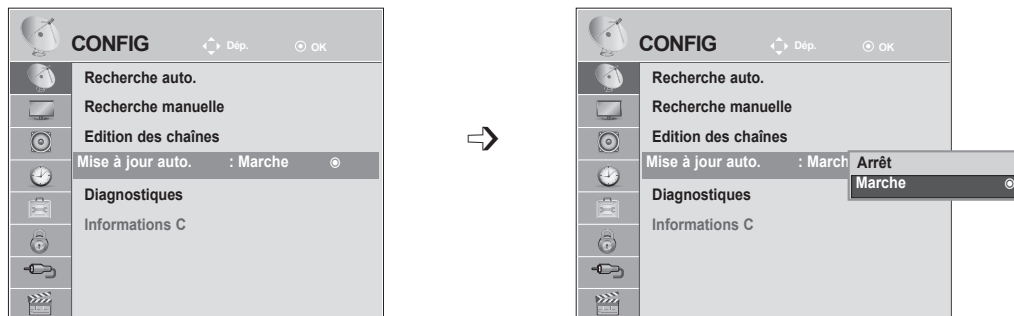 CONFIG Dép. OK
Recherche auto.
Recherche manuelle
Edition des chaînes
Mise à jour auto. : Marche
Diagnostiques
Informations C
CONFIG Dép. OK
Recherche auto.
Recherche manuelle
Edition des chaînes
Mise à jour auto. : March
Arrêt
Marche
Diagnostiques
Informations C